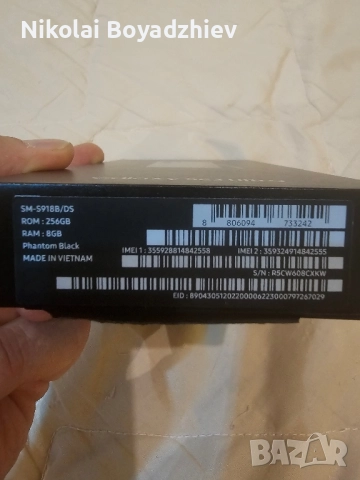 Nikolai Boyadzhiev
SM-S918B/DS
ROM : 256GB
RAM : 8GB
Phantom Black
MADE IN VIETNAM
8 806094 733242
IMEI 1 : 355928814842558
IMEI 2 : 359324914842555
S/N : R5CW608CXKW
EID : 89043051202200006223000797267029
BAZAR